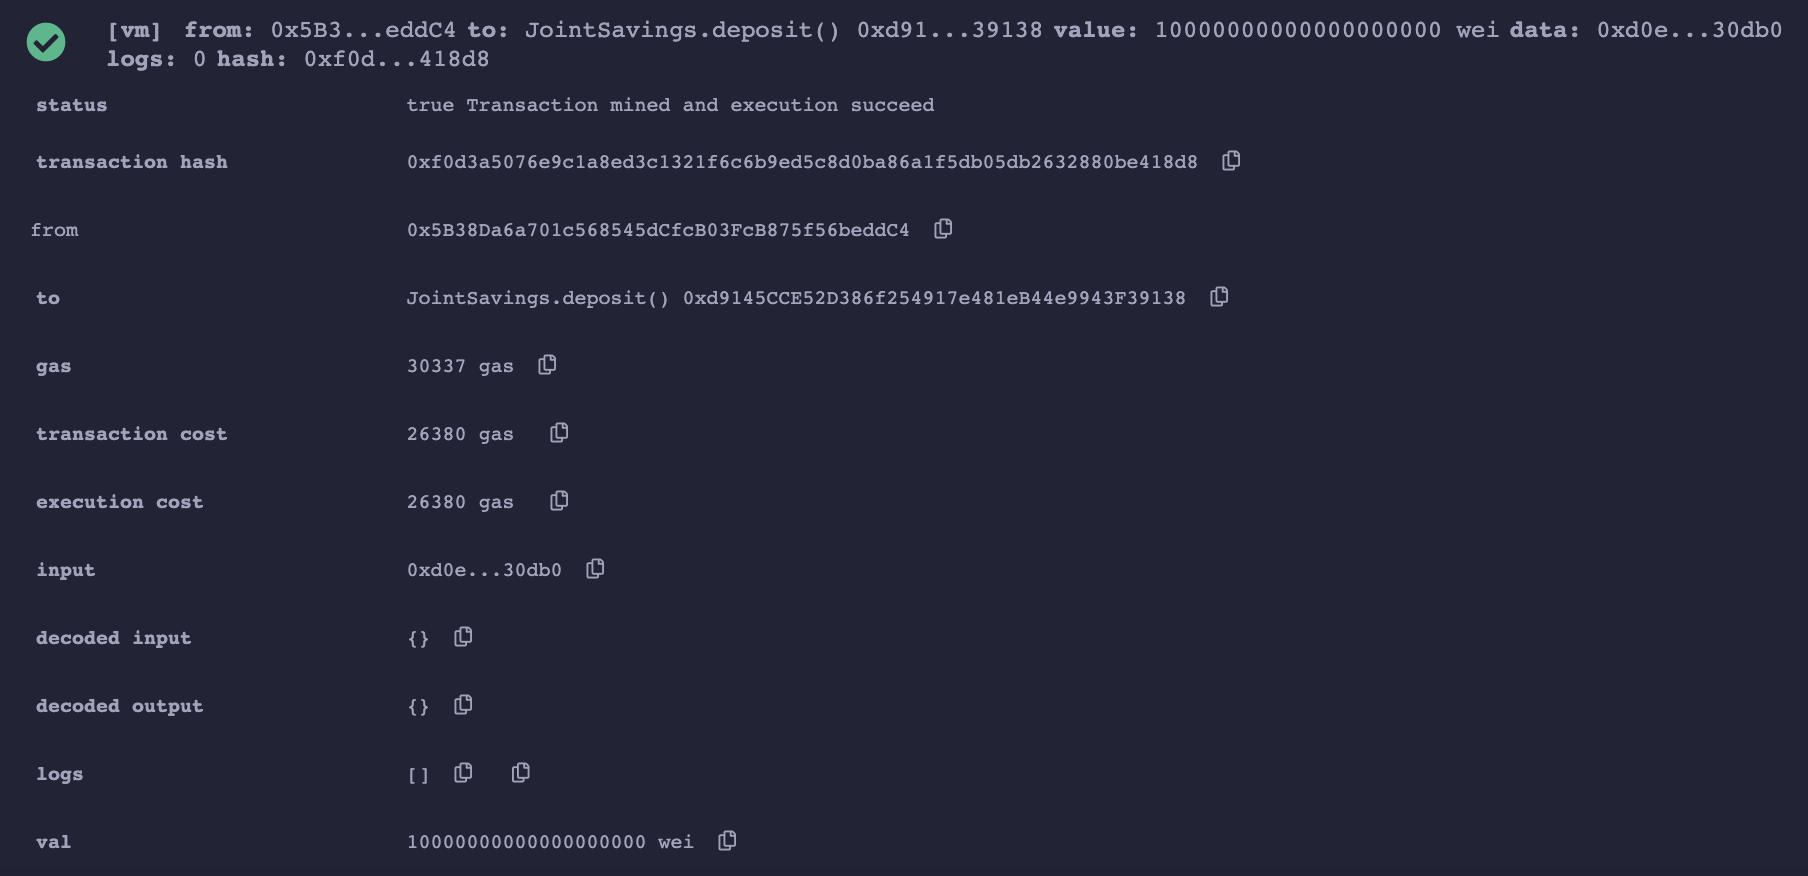 [vm] from: 0x5B3...eddC4 to: JointSavings.deposit() 0xd91...39138 value: 10000000000000000000 wei data: 0xd0e...30db0
logs: 0 hash: 0xf0d...418d8
status true Transaction mined and execution succeed
transaction hash 0xf0d3a5076e9c1a8ed3c1321f6c6b9ed5c8d0ba86a1f5db05db2632880be418d8
from 0x5B38Da6a701c568545dCfcB03FcB875f56beddC4
to JointSavings.deposit() 0xd9145CCE52D386f254917e481eB44e9943F39138
gas 30337 gas
transaction cost 26380 gas
execution cost 26380 gas
input 0xd0e...30db0
decoded input {}
decoded output {}
logs []
val 10000000000000000000 wei